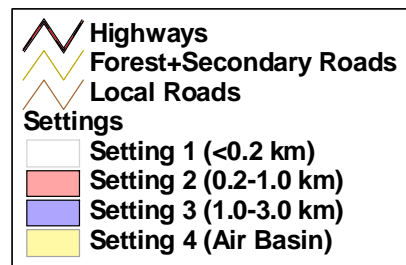 Highways
Forest+Secondary Roads
Local Roads
Settings
Setting 1 (<0.2 km)
Setting 2 (0.2-1.0 km)
Setting 3 (1.0-3.0 km)
Setting 4 (Air Basin)